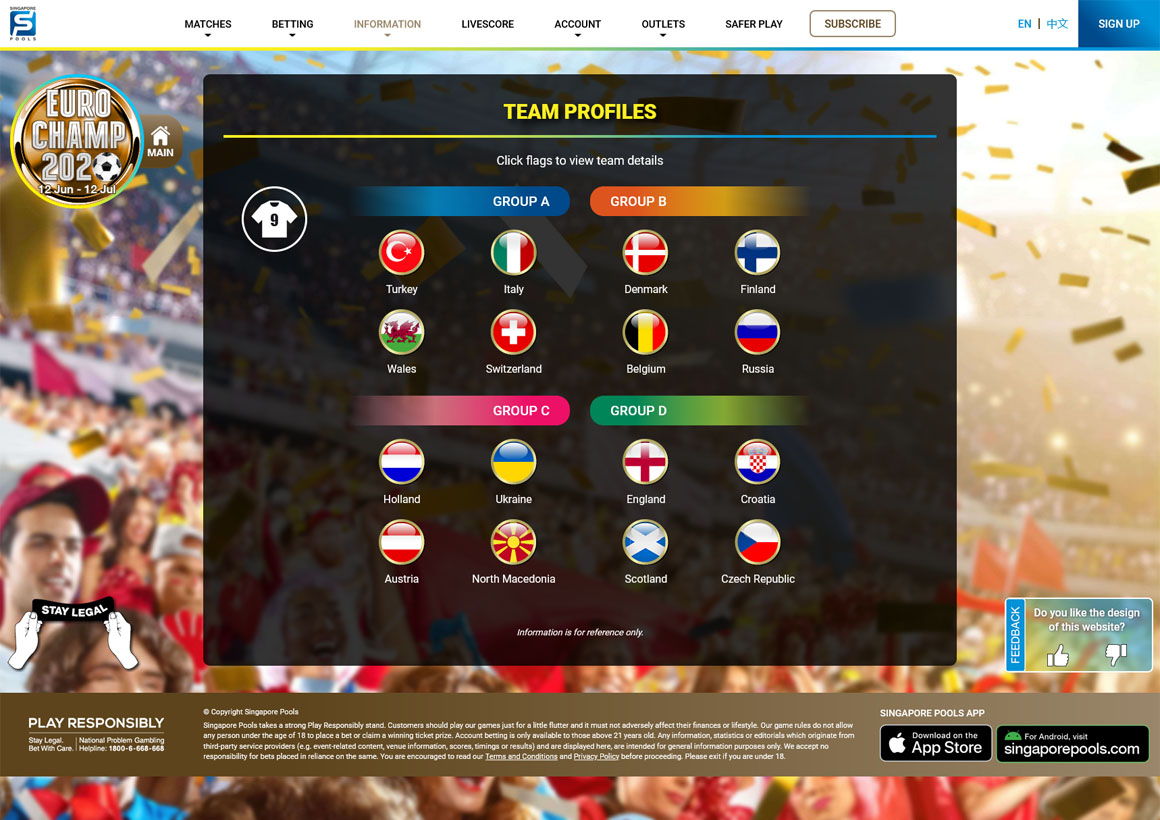 SINGAPORE
S
POOLS
MATCHES
BETTING
INFORMATION
LIVESCORE
ACCOUNT
OUTLETS
SAFER PLAY
SUBSCRIBE
EN | 中文
SIGN UP
EURO
CHAMP
202
12 Jun - 12 Jul
MAIN
TEAM PROFILES
Click flags to view team details
9
GROUP A
GROUP B
Turkey
Italy
Denmark
Finland
Wales
Switzerland
Belgium
Russia
GROUP C
GROUP D
Holland
Ukraine
England
Croatia
Austria
North Macedonia
Scotland
Czech Republic
Information is for reference only.
STAY LEGAL
FEEDBACK
Do you like the design
of this website?
PLAY RESPONSIBLY
Stay Legal.
Bet With Care.
National Problem Gambling
Helpline: 1800-6-668-668
© Copyright Singapore Pools
Singapore Pools takes a strong Play Responsibly stand. Customers should play our games just for a little flutter and it must not adversely affect their finances or lifestyle. Our game rules do not allow
any person under the age of 18 to place a bet or claim a winning ticket prize. Account betting is only available to those above 21 years old. Any information, statistics or editorials which originate from
third-party service providers (e.g. event-related content, venue information, scores, timings or results) and are displayed here, are intended for general information purposes only. We accept no
responsibility for bets placed in reliance on the same. You are encouraged to read our Terms and Conditions and Privacy Policy before proceeding. Please exit if you are under 18.
SINGAPORE POOLS APP
Download on the
App Store
For Android, visit
singaporepools.com